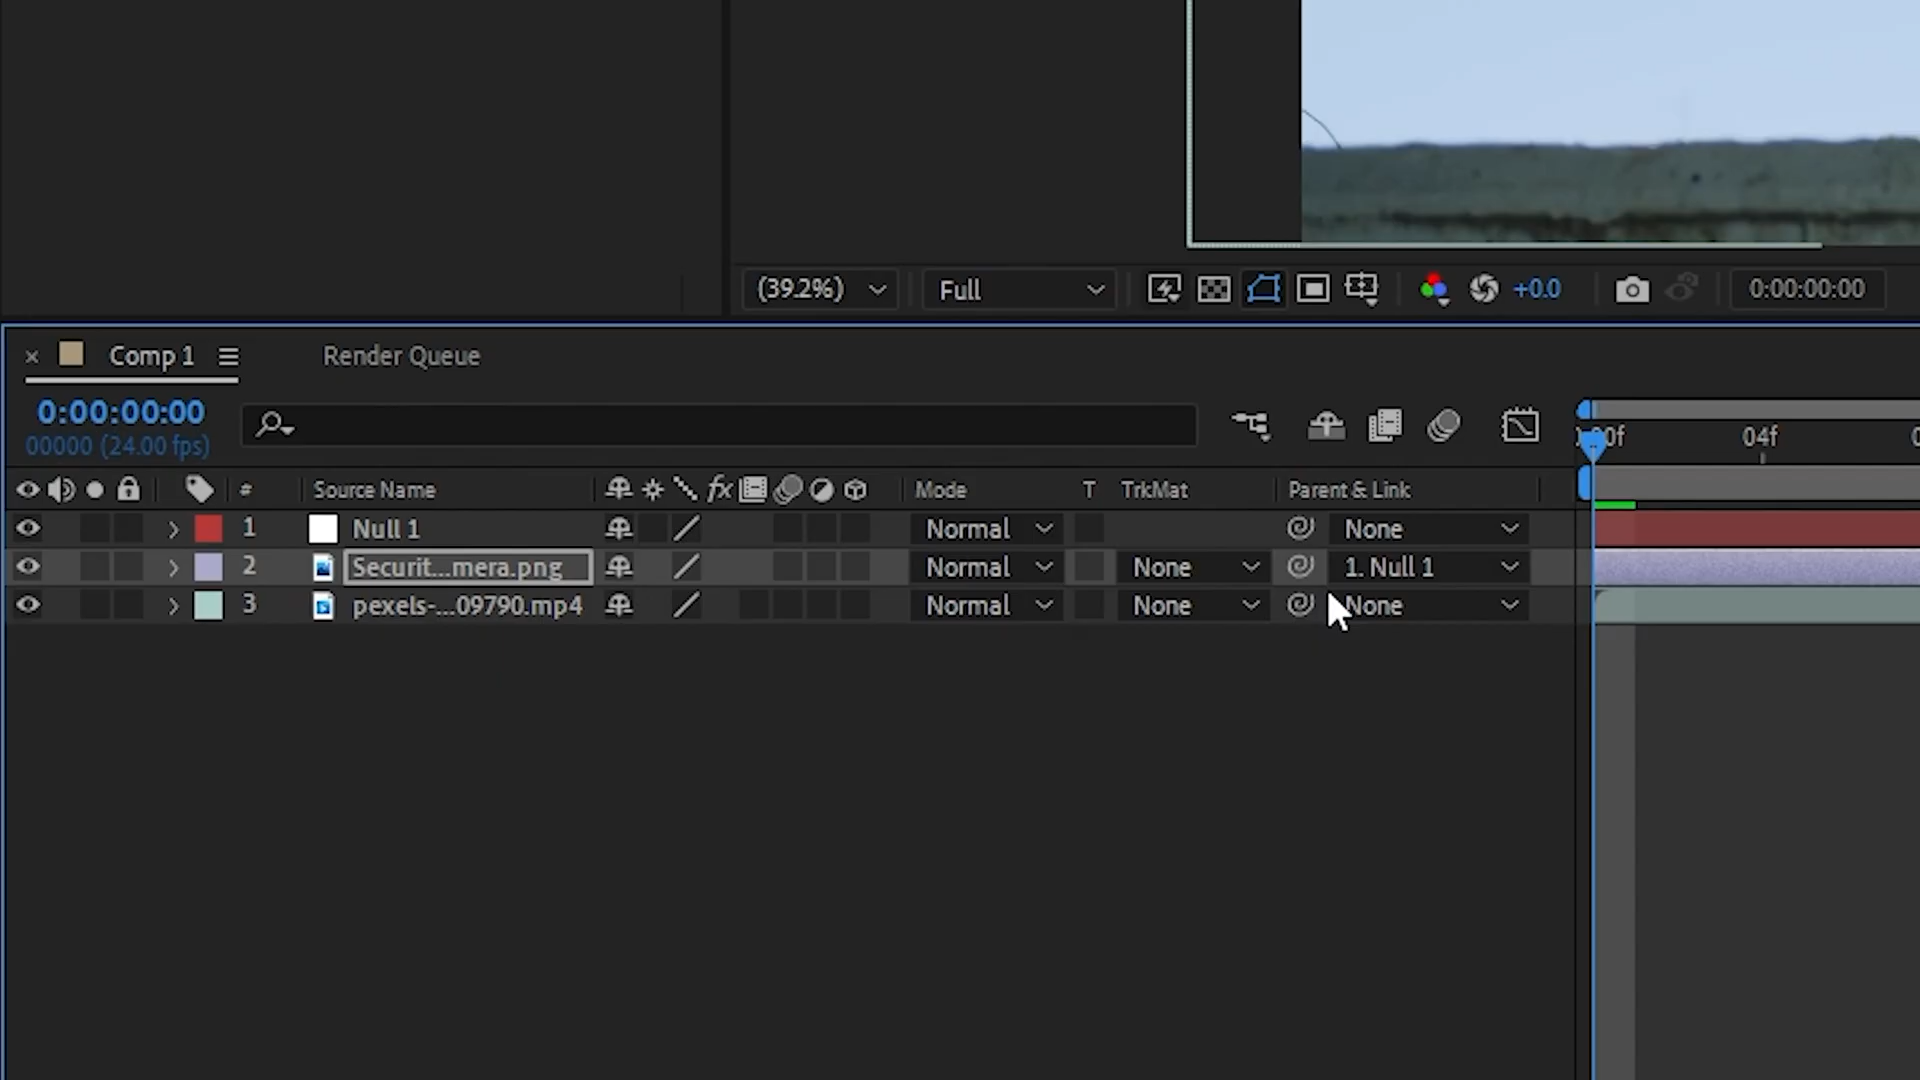 (39.2%) Full +0.0 0:00:00:00
Comp 1 Render Queue
0:00:00:00
00000 (24.00 fps)
00f 04f
# Source Name fx Mode T TrkMat Parent & Link
1 Null 1 Normal None
2 Securit...mera.png Normal None 1. Null 1
3 pexels-...09790.mp4 Normal None None